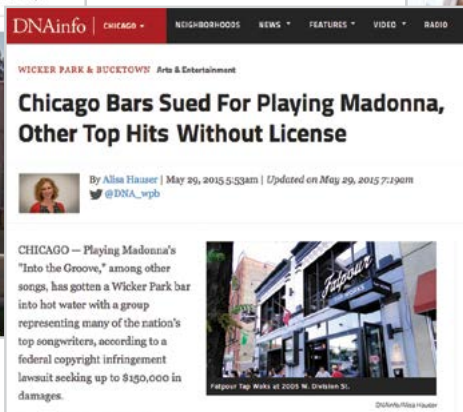 DNAinfo CHICAGO NEIGHBORHOODS NEWS FEATURES VIDEO RADIO
WICKER PARK & BUCKTOWN Arts & Entertainment
Chicago Bars Sued For Playing Madonna,
Other Top Hits Without License
By Alisa Hauser | May 29, 2015 5:53am | Updated on May 29, 2015 7:19am
@DNA_wpb
CHICAGO — Playing Madonna's
"Into the Groove," among other
songs, has gotten a Wicker Park bar
into hot water with a group
representing many of the nation's
top songwriters, according to a
federal copyright infringement
lawsuit seeking up to $150,000 in
damages.
Fatpour
TAP WORKS
Fatpour Tap Woks at 2005 W. Division St.
DNAinfo/Alisa Hauser